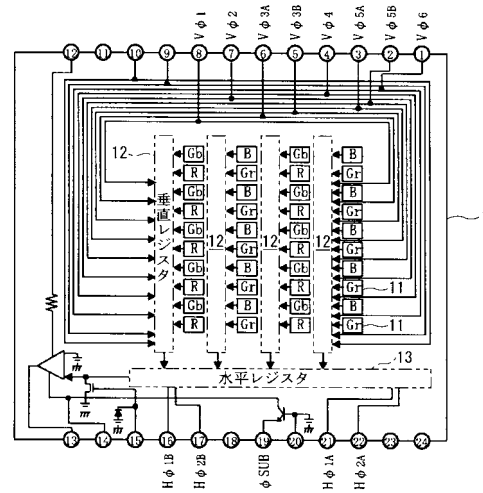 Vφ1 Vφ2 Vφ3A Vφ3B Vφ4 Vφ5A Vφ5B Vφ6
12 11 10 9 8 7 6 5 4 3 2 1
12
垂直レジスタ
12 12 12
Gb B Gb B
R Gr R Gr
Gb B Gb B
R Gr R Gr
Gb B Gb B
R Gr R Gr
Gb B Gb B
R Gr R Gr 11
Gb B Gb B
R Gr R Gr 11
13
水平レジスタ
13 14 15 16 17 18 19 20 21 22 23 24
Hφ1B Hφ2B φSUB Hφ1A Hφ2A